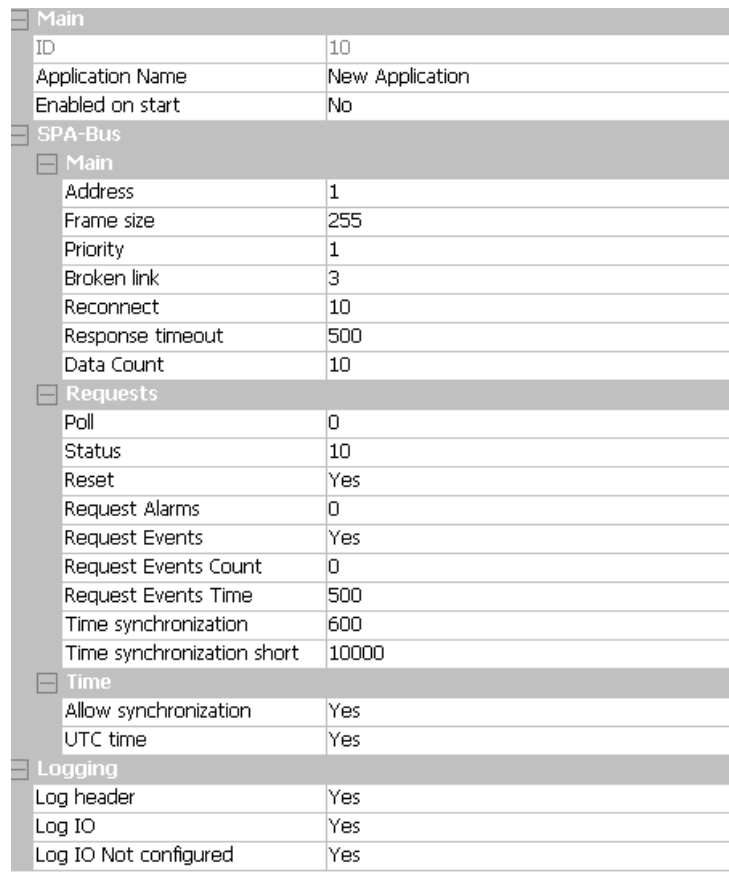 Main
ID 10
Application Name New Application
Enabled on start No
SPA-Bus
Main
Address 1
Frame size 255
Priority 1
Broken link 3
Reconnect 10
Response timeout 500
Data Count 10
Requests
Poll 0
Status 10
Reset Yes
Request Alarms 0
Request Events Yes
Request Events Count 0
Request Events Time 500
Time synchronization 600
Time synchronization short 10000
Time
Allow synchronization Yes
UTC time Yes
Logging
Log header Yes
Log IO Yes
Log IO Not configured Yes